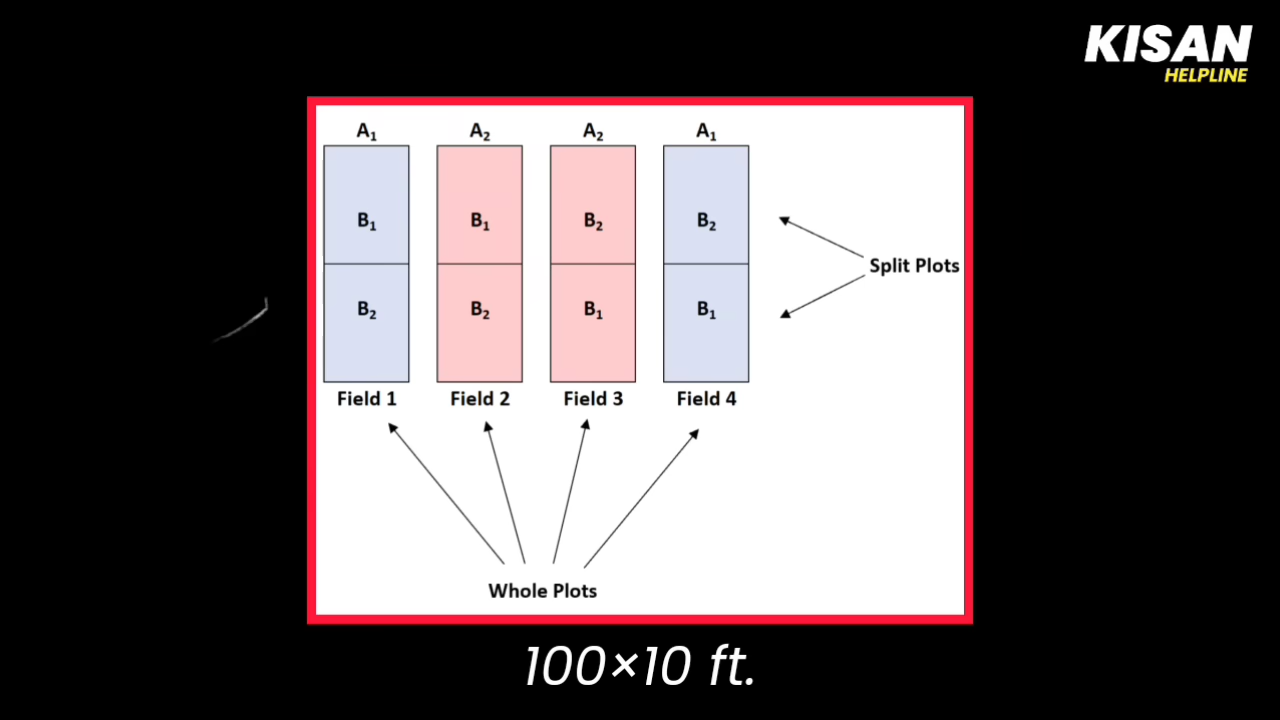 KISAN
HELPLINE
A₁ A₂ A₂ A₁
B₁ B₁ B₂ B₂
Split Plots
B₂ B₂ B₁ B₁
Field 1 Field 2 Field 3 Field 4
Whole Plots
100×10 ft.